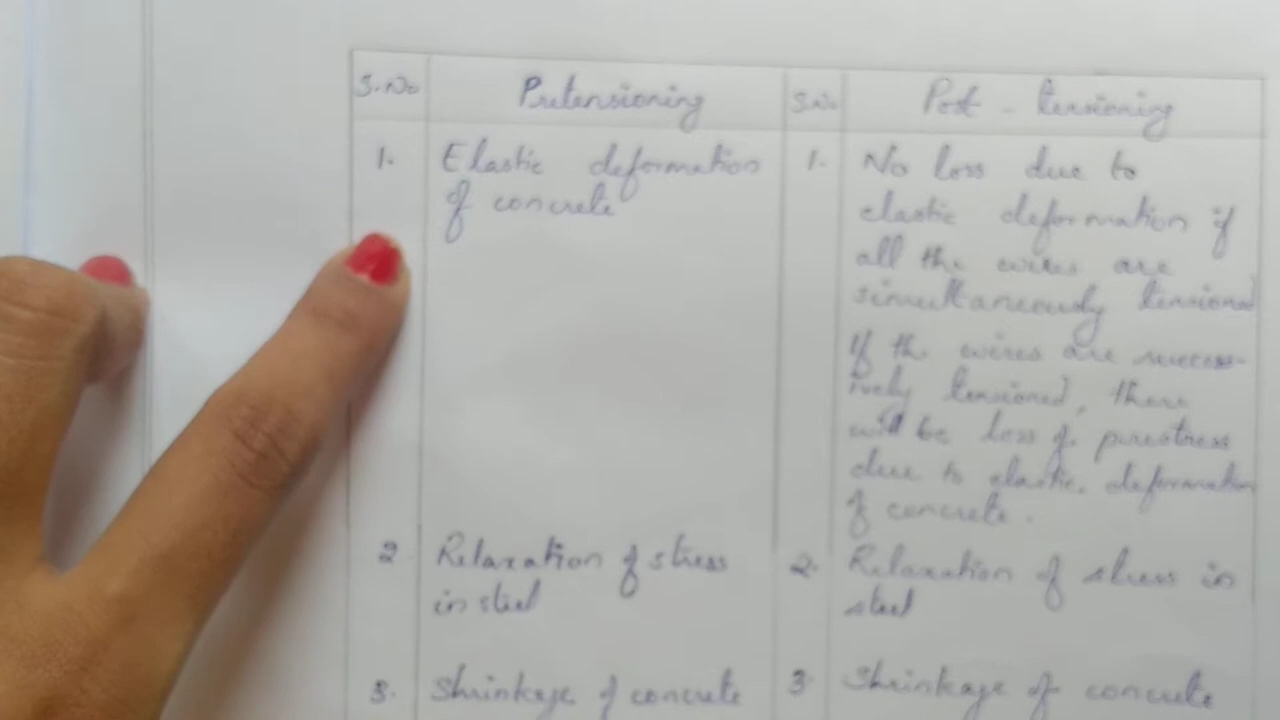 S.No Pretensioning S.No Post - tensioning
1. Elastic deformation
of concrete
1. No loss due to
elastic deformation if
all the wires are
simultaneously tensioned
If the wires are success-
ively tensioned, there
will be loss of prestress
due to elastic deformation
of concrete.
2 Relaxation of stress
in steel
2. Relaxation of stress in
steel
3. Shrinkage of concrete
3 Shrinkage of concrete